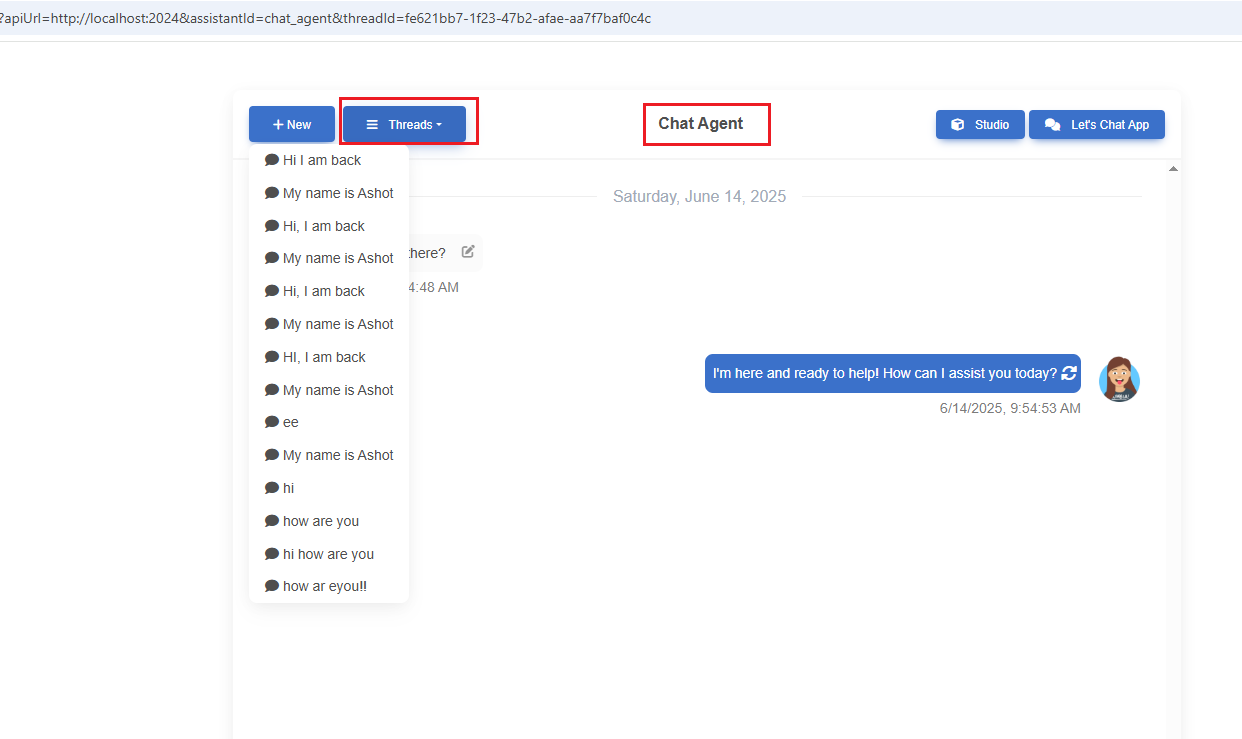 ?apiUrl=http://localhost:2024&assistantId=chat_agent&threadId=fe621bb7-1f23-47b2-afae-aa7f7baf0c4c
New Threads Chat Agent Studio Let's Chat App
Hi I am back
My name is Ashot
Hi, I am back
My name is Ashot
Hi, I am back
My name is Ashot
HI, I am back
My name is Ashot
ee
My name is Ashot
hi
how are you
hi how are you
how ar eyou!!
Saturday, June 14, 2025
there?
4:48 AM
I'm here and ready to help! How can I assist you today?
6/14/2025, 9:54:53 AM